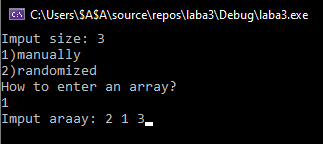 C:\Users\$A$A\source\repos\laba3\Debug\laba3.exe
Imput size: 3
1)manually
2)randomized
How to enter an array?
1
Imput araay: 2 1 3